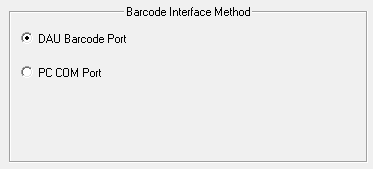 Barcode Interface Method
DAU Barcode Port
PC COM Port